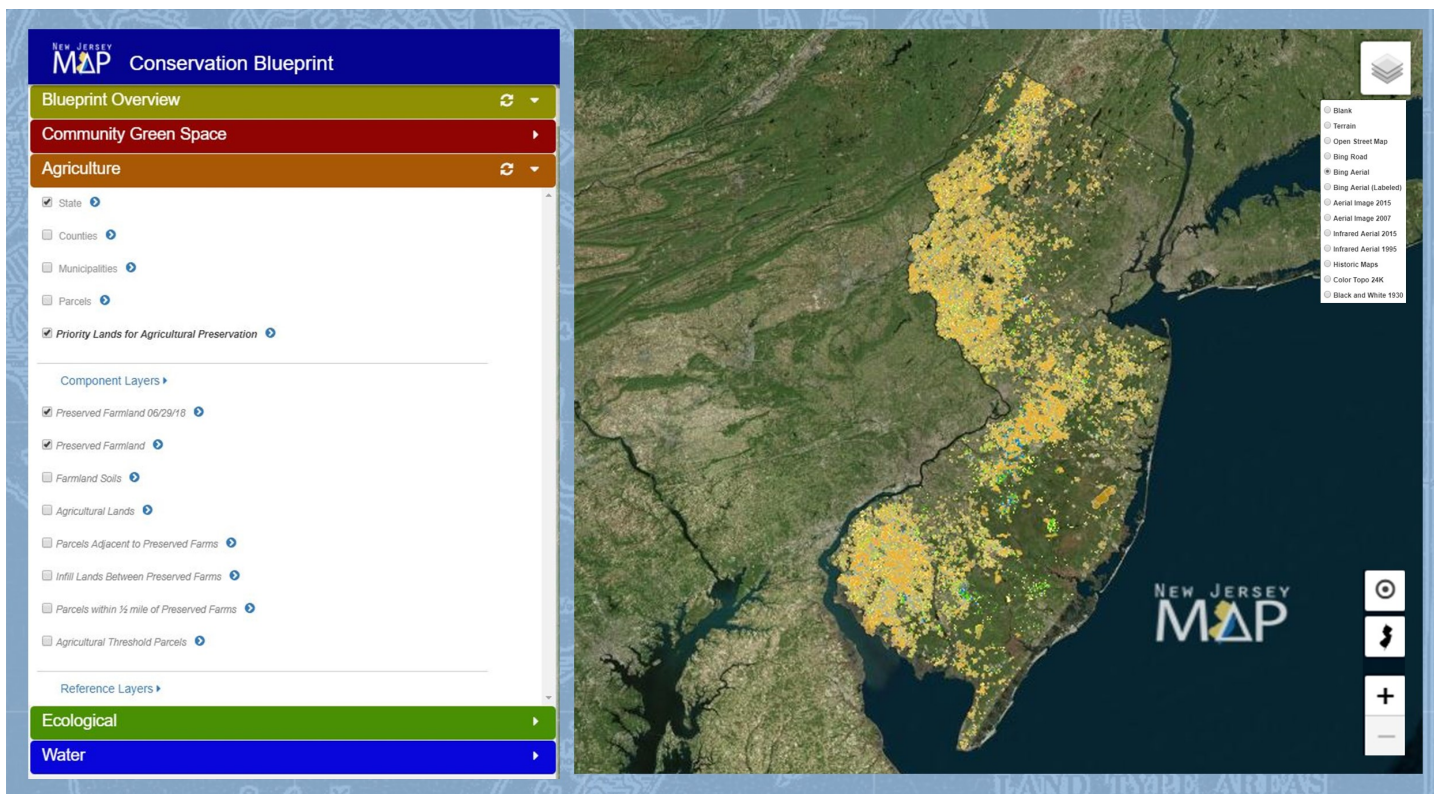 NEW JERSEY
MAP Conservation Blueprint
Blueprint Overview
Community Green Space
Agriculture
State
Counties
Municipalities
Parcels
Priority Lands for Agricultural Preservation
Component Layers
Preserved Farmland 06/29/18
Preserved Farmland
Farmland Soils
Agricultural Lands
Parcels Adjacent to Preserved Farms
Infill Lands Between Preserved Farms
Parcels within ½ mile of Preserved Farms
Agricultural Threshold Parcels
Reference Layers
Ecological
Water
Blank
Terrain
Open Street Map
Bing Road
Bing Aerial
Bing Aerial (Labeled)
Aerial Image 2015
Aerial Image 2007
Infrared Aerial 2015
Infrared Aerial 1995
Historic Maps
Color Topo 24K
Black and White 1930
NEW JERSEY
MAP
LAND TYPE AREAS